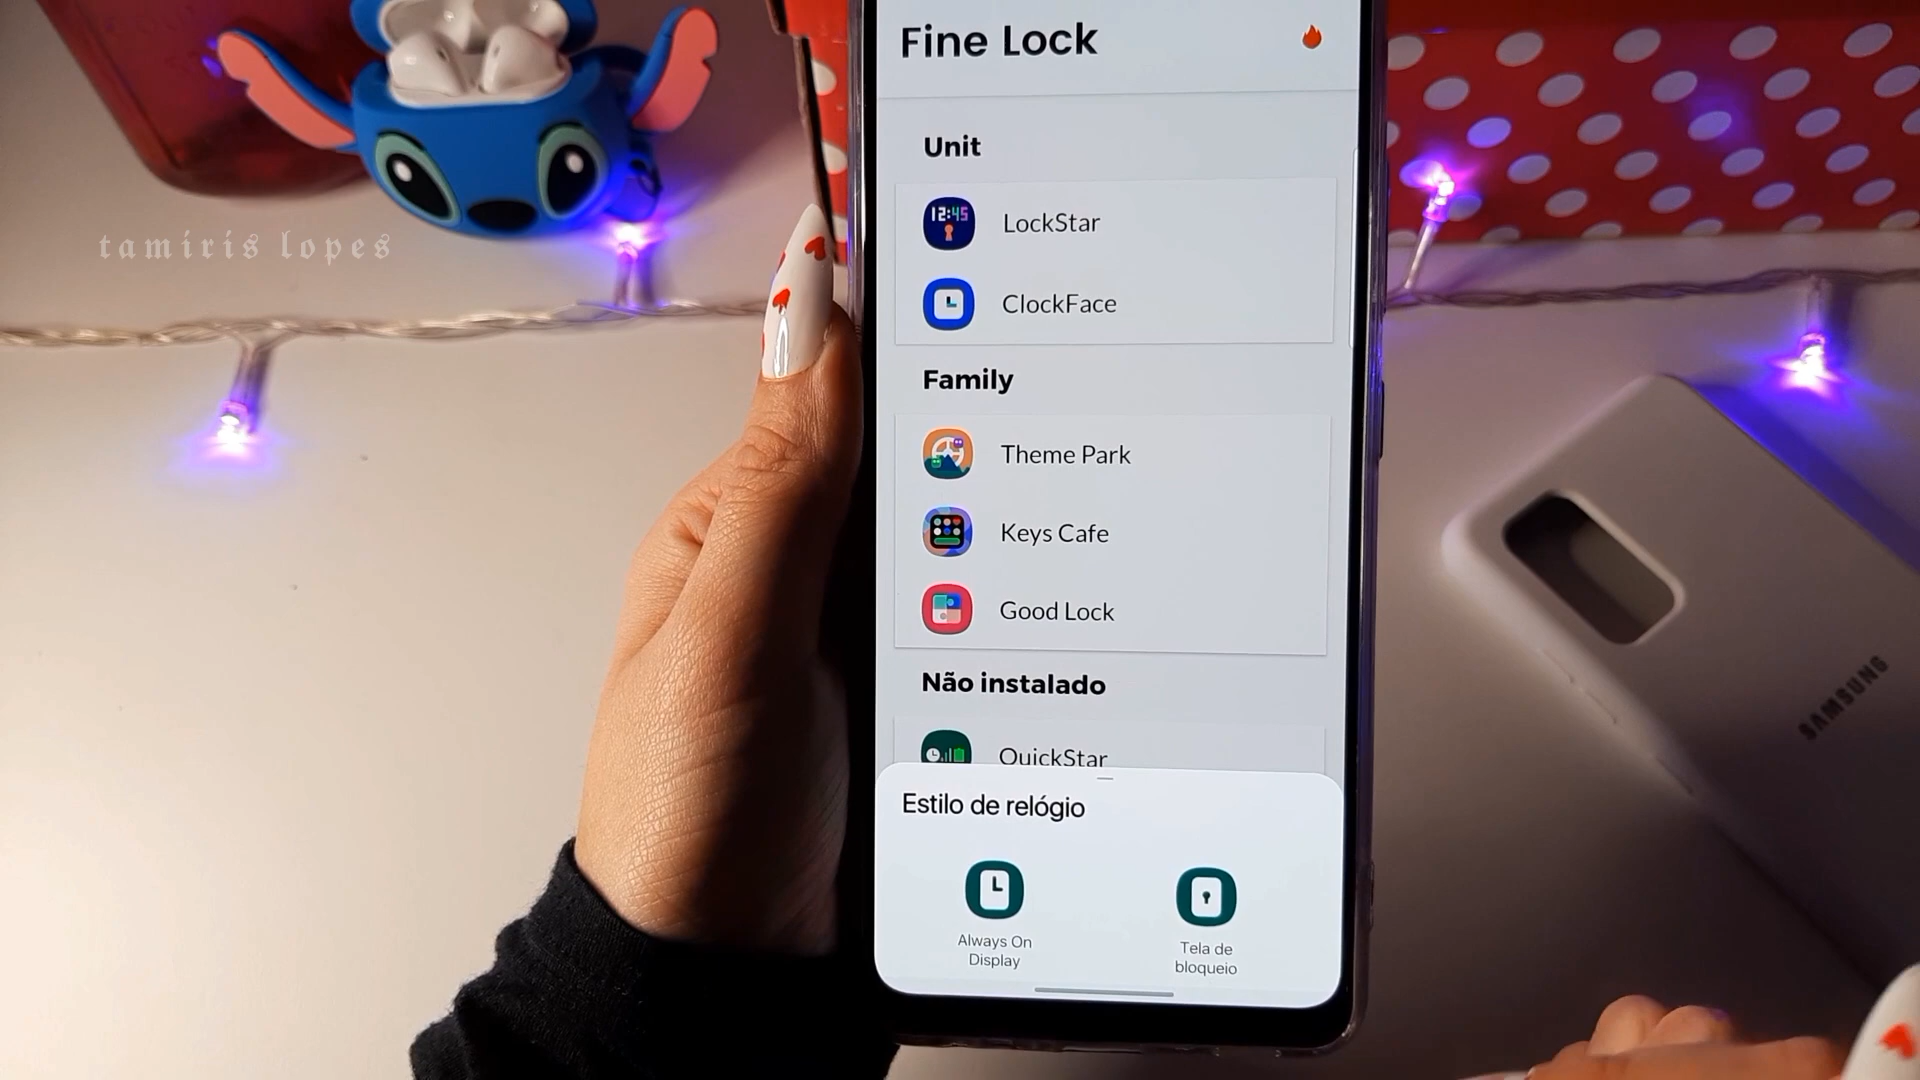 Fine Lock
Unit
12:45
LockStar
ClockFace
Family
Theme Park
Keys Cafe
Good Lock
Não instalado
QuickStar
Estilo de relógio
Always On
Display
Tela de
bloqueio
tamiris lopes
SAMSUNG